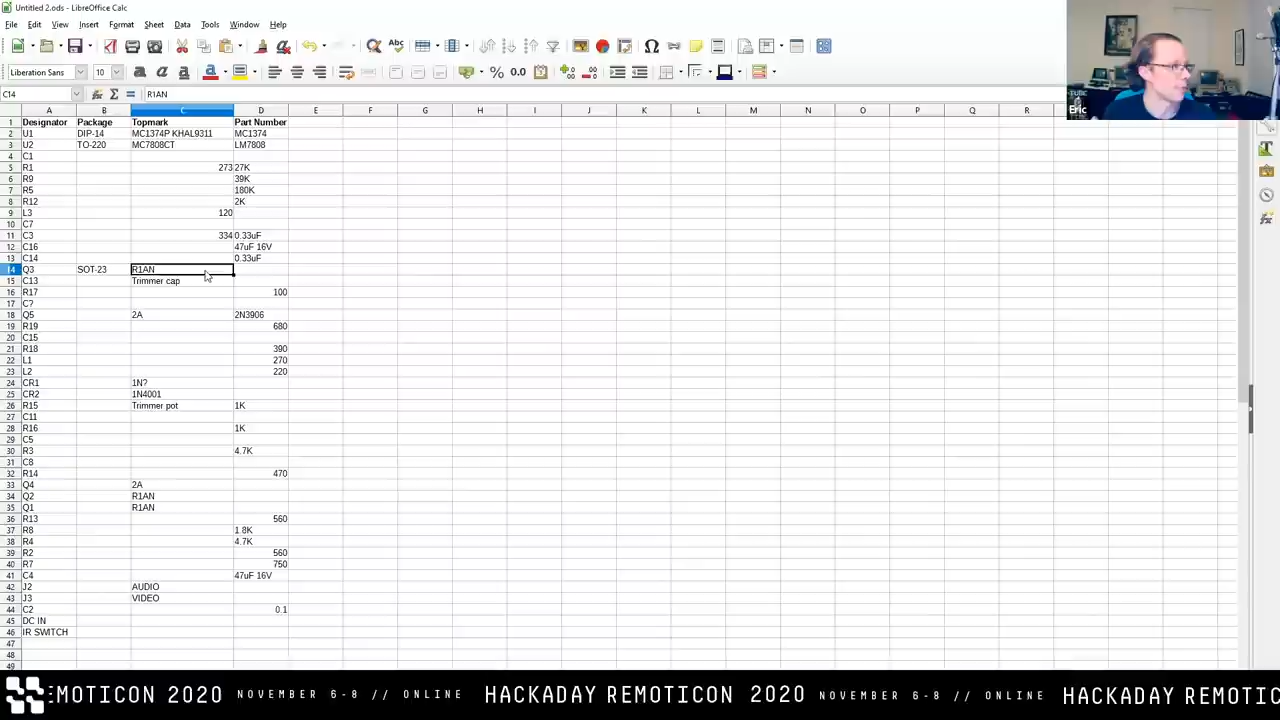 Untitled 2.ods - LibreOffice Calc
File Edit View Insert Format Sheet Data Tools Window Help
Liberation Sans 10
C14 R1AN
A B C D E F G H I J K L M N O P Q R
1 Designator Package Topmark Part Number
2 U1 DIP-14 MC1374P KHAL9311 MC1374
3 U2 TO-220 MC7808CT LM7808
4 C1
5 R1 273 27K
6 R9 39K
7 R5 180K
8 R12 2K
9 L3 120
10 C7
11 C3 334 0.33uF
12 C16 47uF 16V
13 C14 0.33uF
14 Q3 SOT-23 R1AN
15 C13 Trimmer cap
16 R17 100
17 C?
18 Q5 2A 2N3906
19 R19 680
20 C15
21 R18 390
22 L1 270
23 L2 220
24 CR1 1N?
25 CR2 1N4001
26 R15 Trimmer pot 1K
27 C11
28 R16 1K
29 C5
30 R3 4.7K
31 C8
32 R14 470
33 Q4 2A
34 Q2 R1AN
35 Q1 R1AN
36 R13 560
37 R8 1.8K
38 R4 4.7K
39 R2 560
40 R7 750
41 C4 47uF 16V
42 J2 AUDIO
43 J3 VIDEO
44 C2 0.1
45 DC IN
46 IR SWITCH
47
48
49
Eric
EMOTICON 2020 NOVEMBER 6-8 // ONLINE HACKADAY REMOTICON 2020 NOVEMBER 6-8 // ONLINE HACKADAY REMOTIC